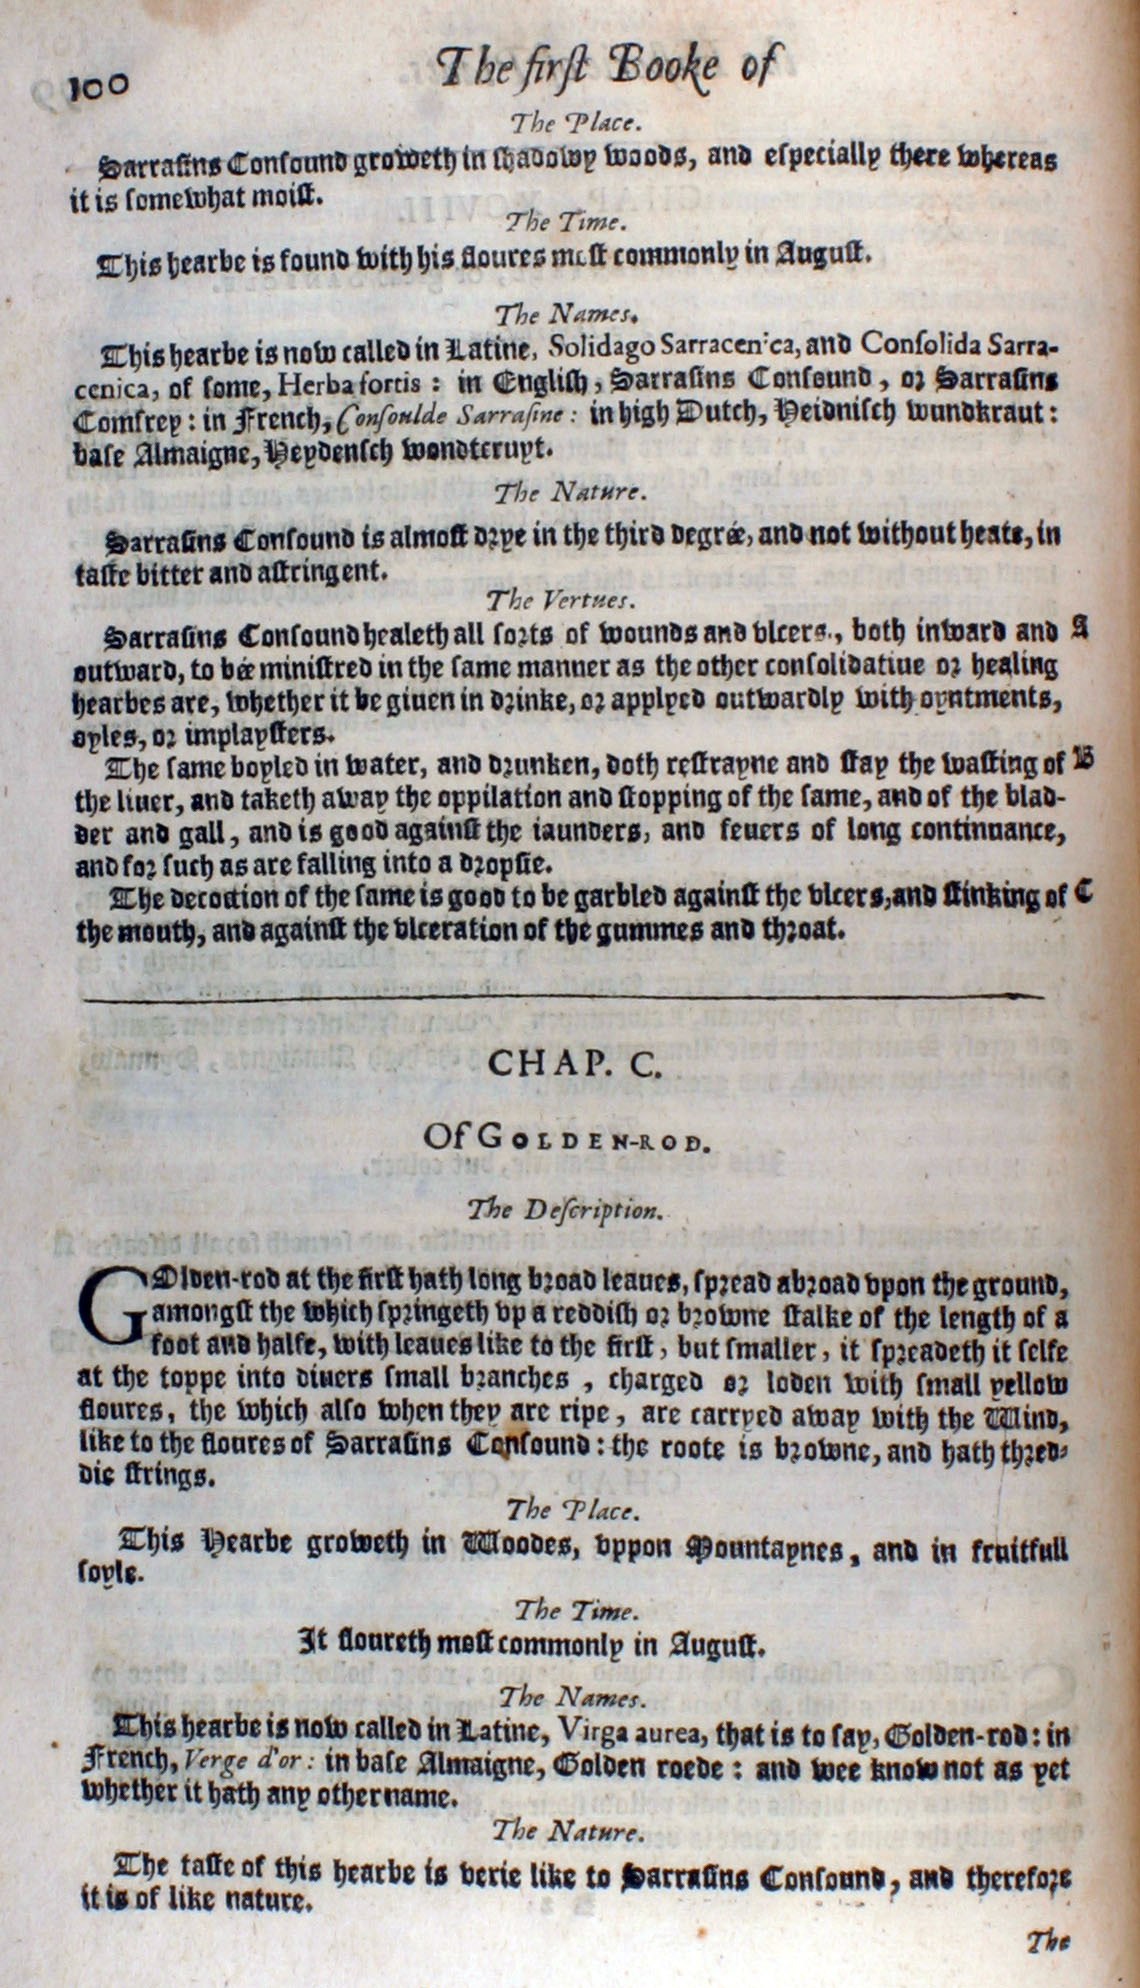 100
The first Booke of
The Place.
Sarrasins Consound groweth in shadowy woods, and especially there whereas
it is somewhat moist.
The Time.
This hearbe is found with his floures most commonly in August.
The Names.
This hearbe is now called in Latine, Solidago Sarracenica, and Consolida Sarra-
cenica, of some, Herba fortis : in English, Sarrasins Consound, or Sarrasins
Comfrey : in French, Consoulde Sarrasine : in high Dutch, Heidnisch wundkraut :
base Almaigne, Heydensch wondtcruyt.
The Nature.
Sarrasins Consound is almost drye in the third degrée, and not without heate, in
taste bitter and astringent.
The Vertues.
Sarrasins Consound healeth all sorts of wounds and vlcers, both inward and A
outward, to bée ministred in the same manner as the other consolidatiue or healing
hearbes are, whether it be giuen in drinke, or applyed outwardly with oyntments,
oyles, or implaysters.
The same boyled in water, and drunken, doth restrayne and stay the wasting of B
the liuer, and taketh away the oppilation and stopping of the same, and of the blad-
der and gall, and is good against the iaunders, and feuers of long continuance,
and for such as are falling into a dropsie.
The decoction of the same is good to be garbled against the vlcers, and stinking of C
the mouth, and against the vlceration of the gummes and throat.
CHAP. C.
Of GOLDEN-ROD.
The Description.
GOlden-rod at the first hath long broad leaues, spread abroad vpon the ground,
amongst the which springeth vp a reddish or browne stalke of the length of a
foot and halfe, with leaues like to the first, but smaller, it spreadeth it selfe
at the toppe into diuers small branches, charged or loden with small yellow
floures, the which also when they are ripe, are carryed away with the Wind,
like to the floures of Sarrasins Consound : the roote is browne, and hath thred-
die strings.
The Place.
This Hearbe groweth in Woodes, vppon Mountaynes, and in fruitfull
soyle.
The Time.
It floureth most commonly in August.
The Names.
This hearbe is now called in Latine, Virga aurea, that is to say, Golden-rod : in
French, Verge d'or : in base Almaigne, Golden roede : and wee know not as yet
whether it hath any other name.
The Nature.
The taste of this hearbe is verie like to Sarrasins Consound, and therefore
it is of like nature.
The